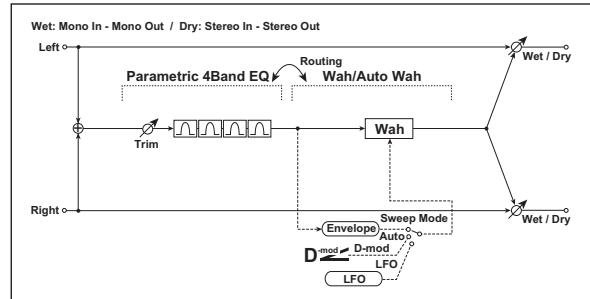 Wet: Mono In - Mono Out / Dry: Stereo In - Stereo Out
Left
Wet / Dry
Routing
Parametric 4Band EQ
Wah/Auto Wah
Trim
Wah
Right
Wet / Dry
Sweep Mode
Envelope
Auto
D-mod
D-mod
LFO
LFO